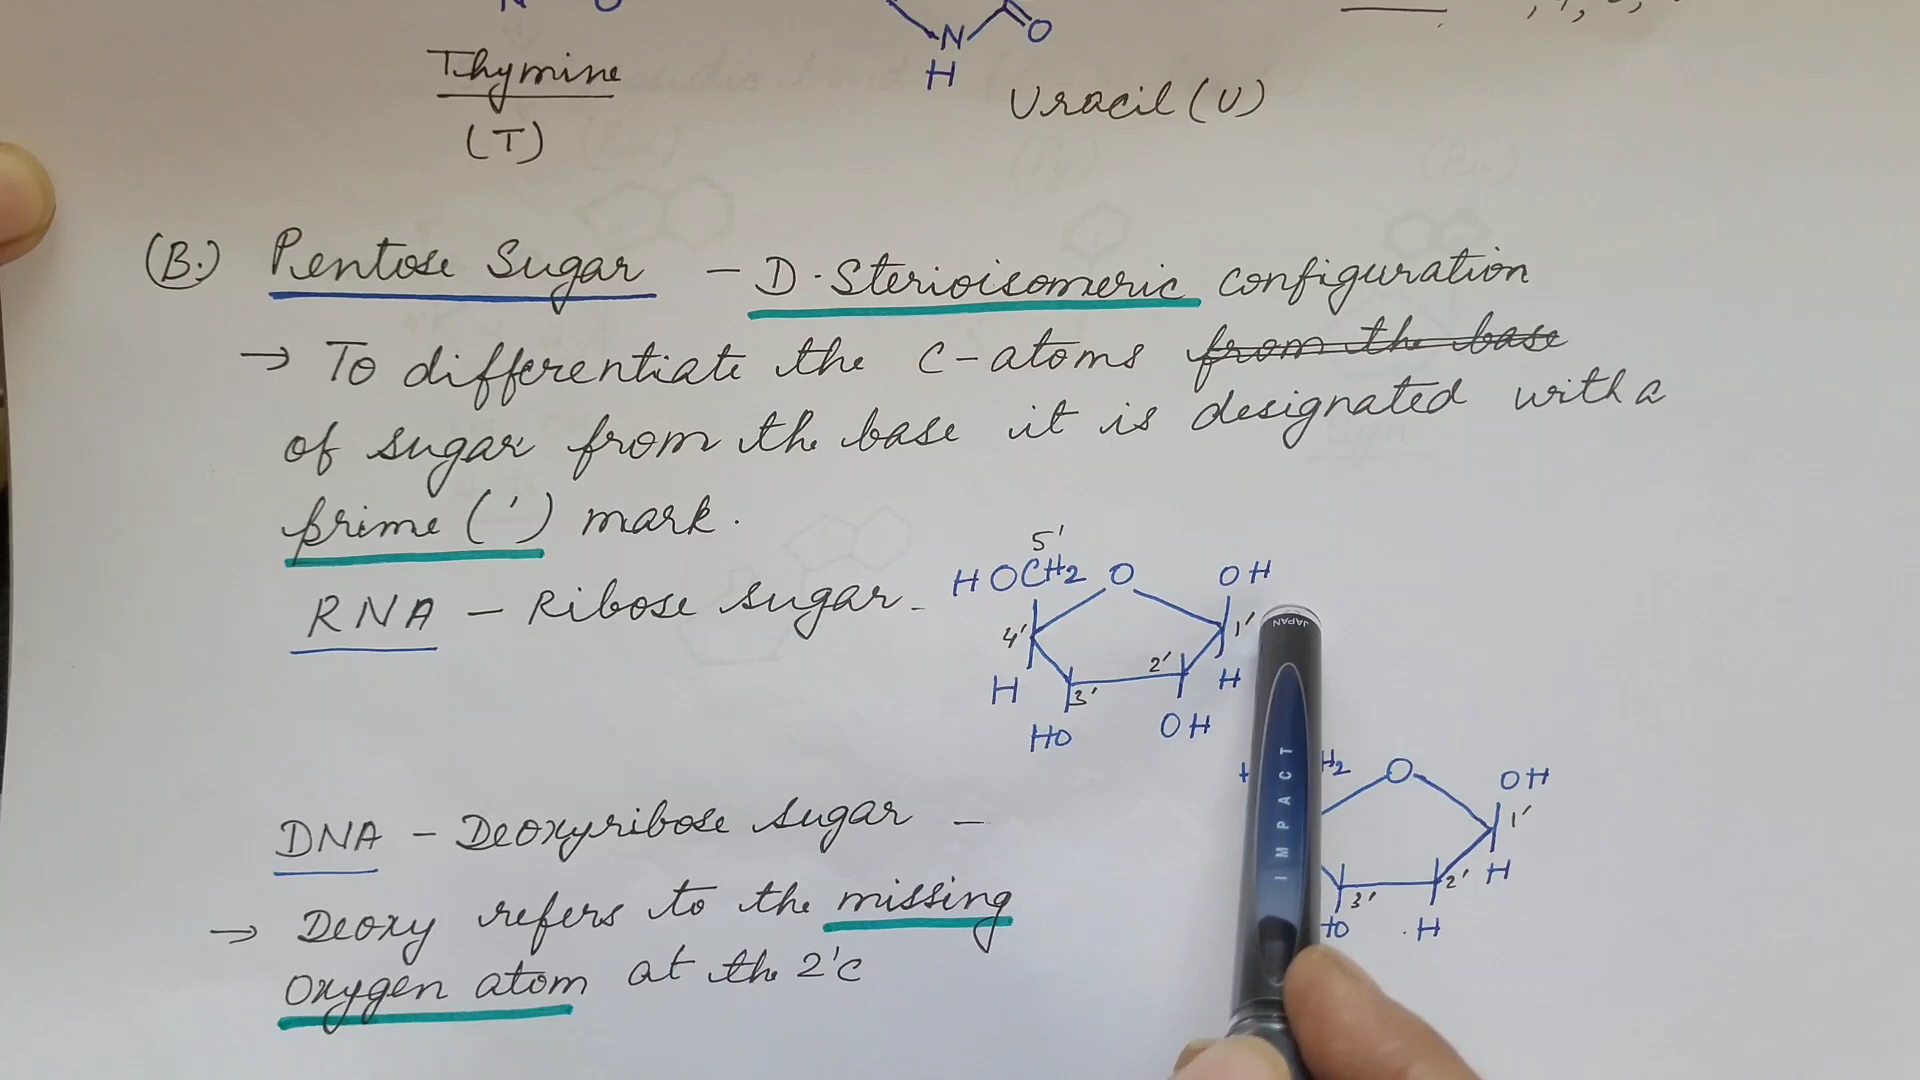 N O
N O
H
Thymine
(T)
Uracil (U)
(B.) Pentose Sugar - D. Sterioisomeric configuration
→ To differentiate the C-atoms from the base
of sugar from the base it is designated with a
prime (') mark.
RNA - Ribose sugar -
5'
HOCH2 O OH
4' 1'
2'
H 3' H
HO OH
JAPAN
IMPACT
H2 O OH
1'
3' 2' H
H
DNA - Deoxyribose sugar -
→ Deoxy refers to the missing
oxygen atom at the 2'c